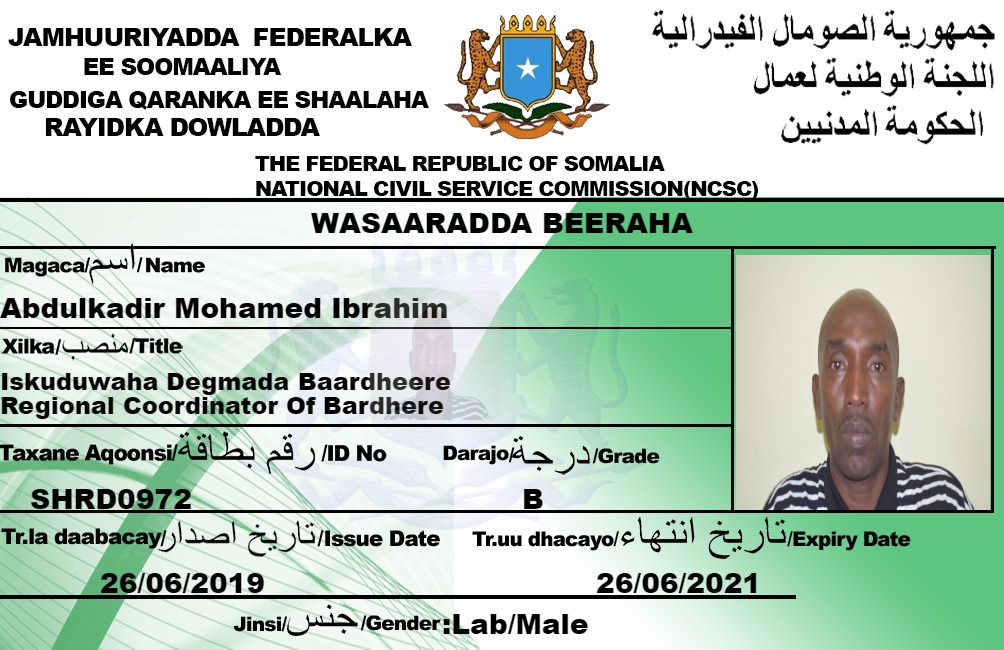 JAMHUURIYADDA FEDERALKA
EE SOOMAALIYA
GUDDIGA QARANKA EE SHAALAHA
RAYIDKA DOWLADDA
جمهورية الصومال الفيدرالية
اللجنة الوطنية لعمال
الحكومة المدنيين
THE FEDERAL REPUBLIC OF SOMALIA
NATIONAL CIVIL SERVICE COMMISSION(NCSC)
WASAARADDA BEERAHA
Magaca/اسم/Name
Abdulkadir Mohamed Ibrahim
Xilka/منصب/Title
Iskuduwaha Degmada Baardheere
Regional Coordinator Of Bardhere
Taxane Aqoonsi/رقم بطاقة/ID No Darajo/درجة/Grade
SHRD0972 B
Tr.la daabacay/تاريخ اصدار/Issue Date Tr.uu dhacayo/تاريخ انتهاء/Expiry Date
26/06/2019 26/06/2021
Jinsi/جنس/Gender:Lab/Male